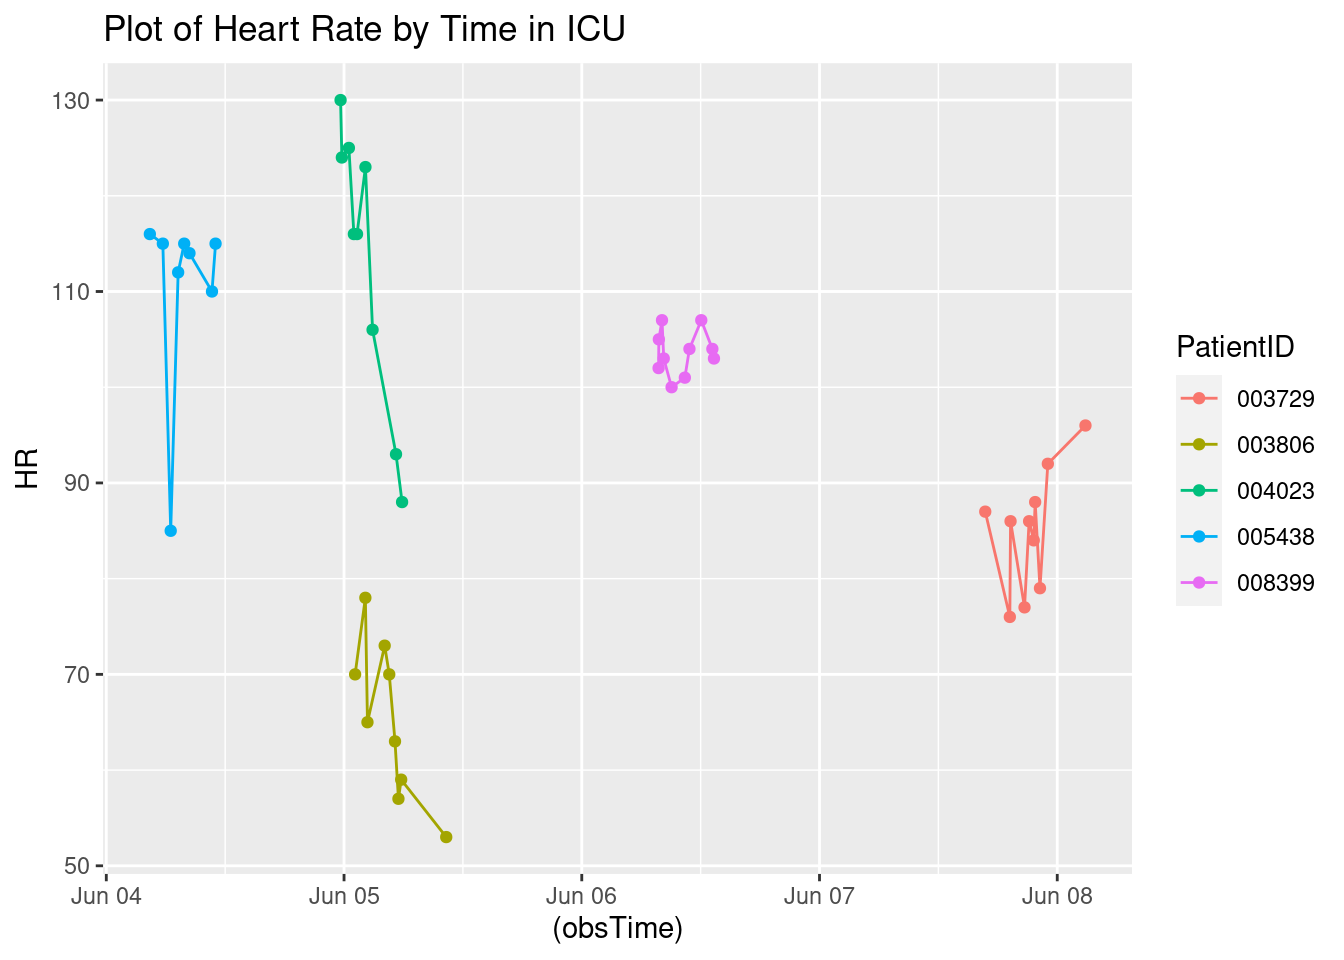 Plot of Heart Rate by Time in ICU
130
110
90
70
50
HR
Jun 04 Jun 05 Jun 06 Jun 07 Jun 08
(obsTime)
PatientID
003729
003806
004023
005438
008399